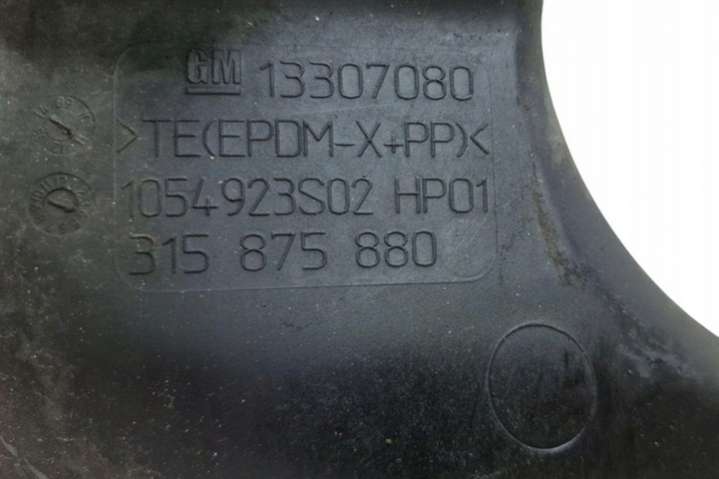 GM 13307080
>TE(EPDM-X+PP)<
1054923S02 HP01
315 875 880